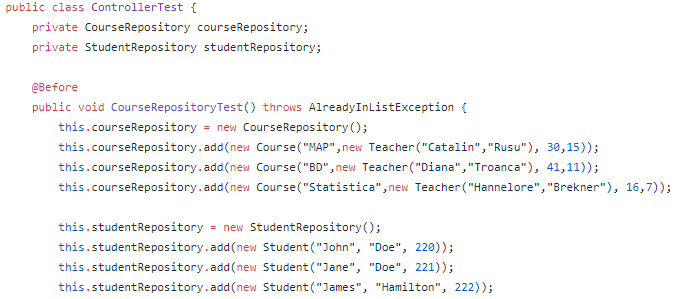 public class ControllerTest {
private CourseRepository courseRepository;
private StudentRepository studentRepository;
@Before
public void CourseRepositoryTest() throws AlreadyInListException {
this.courseRepository = new CourseRepository();
this.courseRepository.add(new Course("MAP",new Teacher("Catalin","Rusu"), 30,15));
this.courseRepository.add(new Course("BD",new Teacher("Diana","Troanca"), 41,11));
this.courseRepository.add(new Course("Statistica",new Teacher("Hannelore","Brekner"), 16,7));
this.studentRepository = new StudentRepository();
this.studentRepository.add(new Student("John", "Doe", 220));
this.studentRepository.add(new Student("Jane", "Doe", 221));
this.studentRepository.add(new Student("James", "Hamilton", 222));